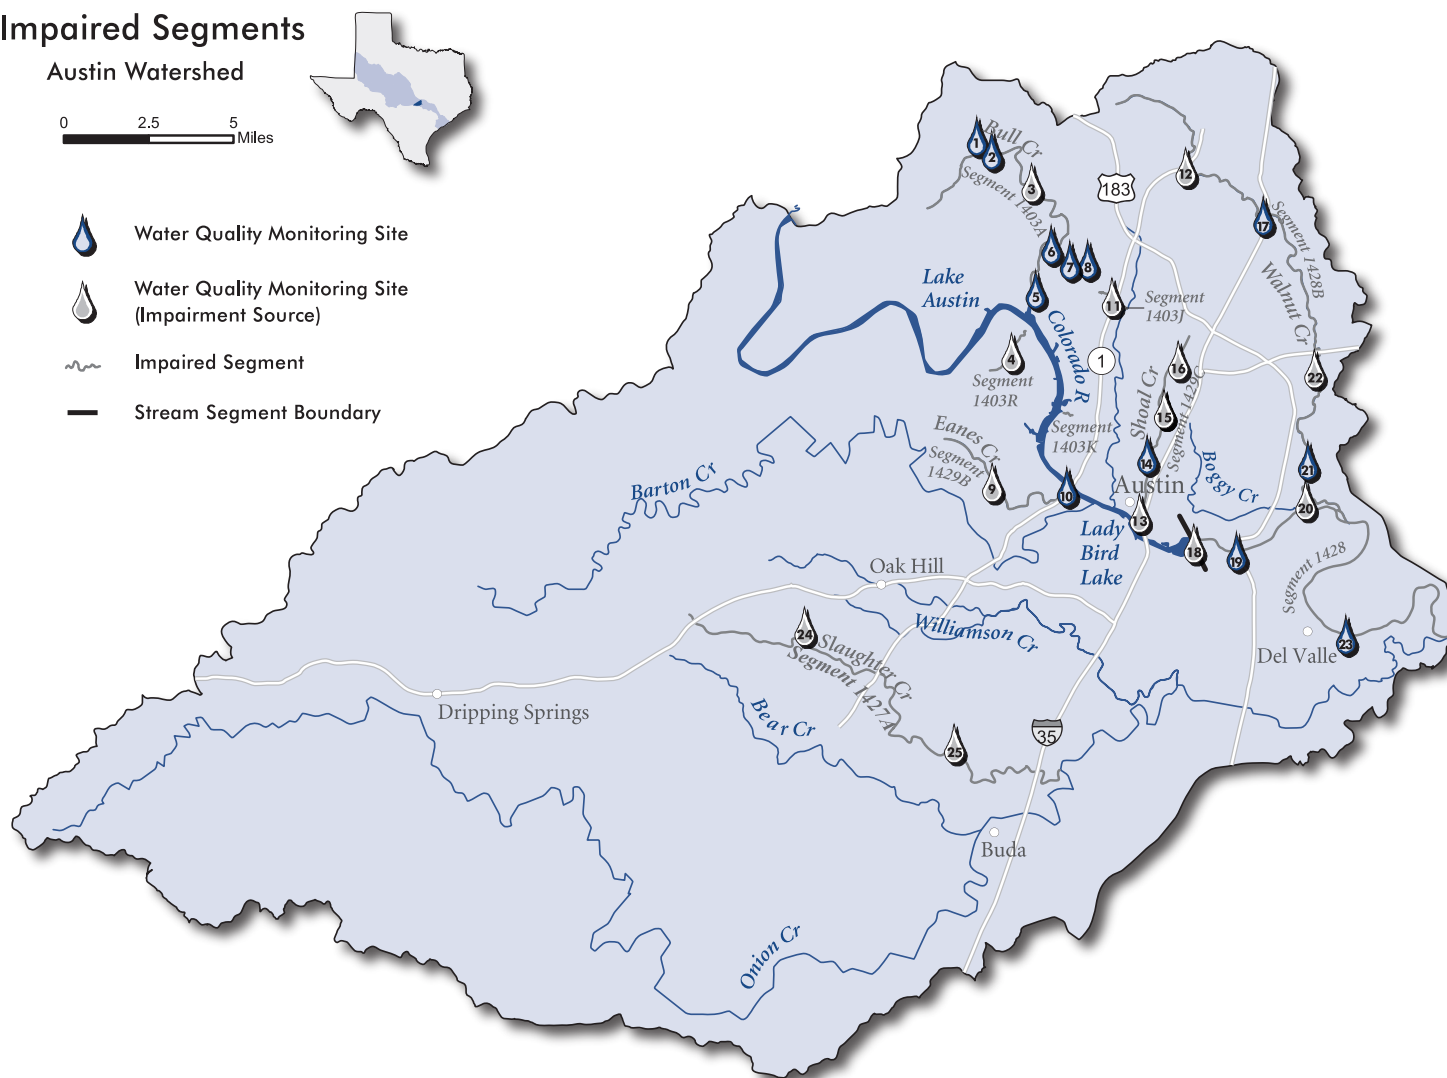 Impaired Segments
Austin Watershed
0 2.5 5
Miles
Water Quality Monitoring Site
Water Quality Monitoring Site
(Impairment Source)
Impaired Segment
Stream Segment Boundary
Bull Cr
1
2
3
Segment 1403A
183
12
17
Segment 1428B
Walnut Cr
6
7
8
5
Lake
Austin
Colorado R
11
Segment
1403J
4
Segment
1403R
1
16
22
Shoal Cr
15
Segment 1429C
Segment
1403K
Eanes Cr
Segment
1429B
9
10
14
Austin
Boggy Cr
21
20
13
Barton Cr
Lady
Bird
Lake
18
19
Segment 1428
Oak Hill
Williamson Cr
23
Del Valle
24
Slaughter Cr
Segment 1427A
Dripping Springs
Bear Cr
25
35
Buda
Onion Cr